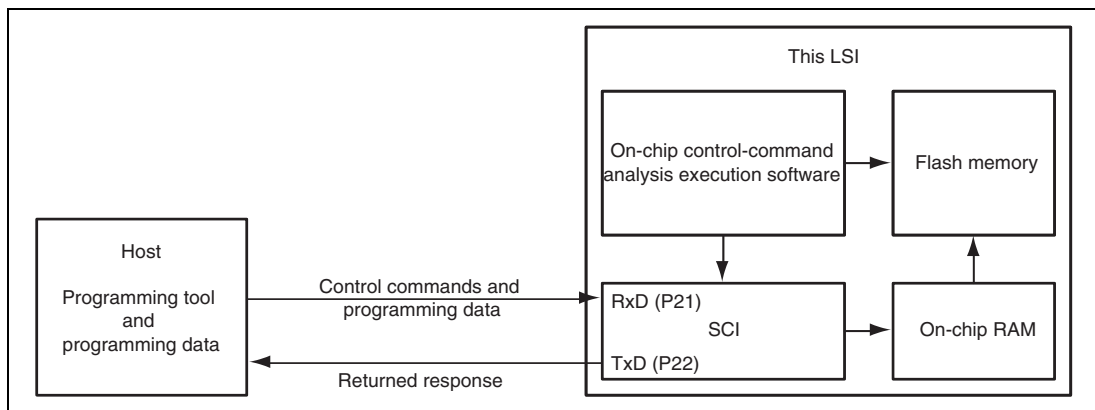 This LSI
On-chip control-command
analysis execution software
Flash memory
Host
Programming tool
and
programming data
Control commands and
programming data
RxD (P21)
SCI
TxD (P22)
On-chip RAM
Returned response